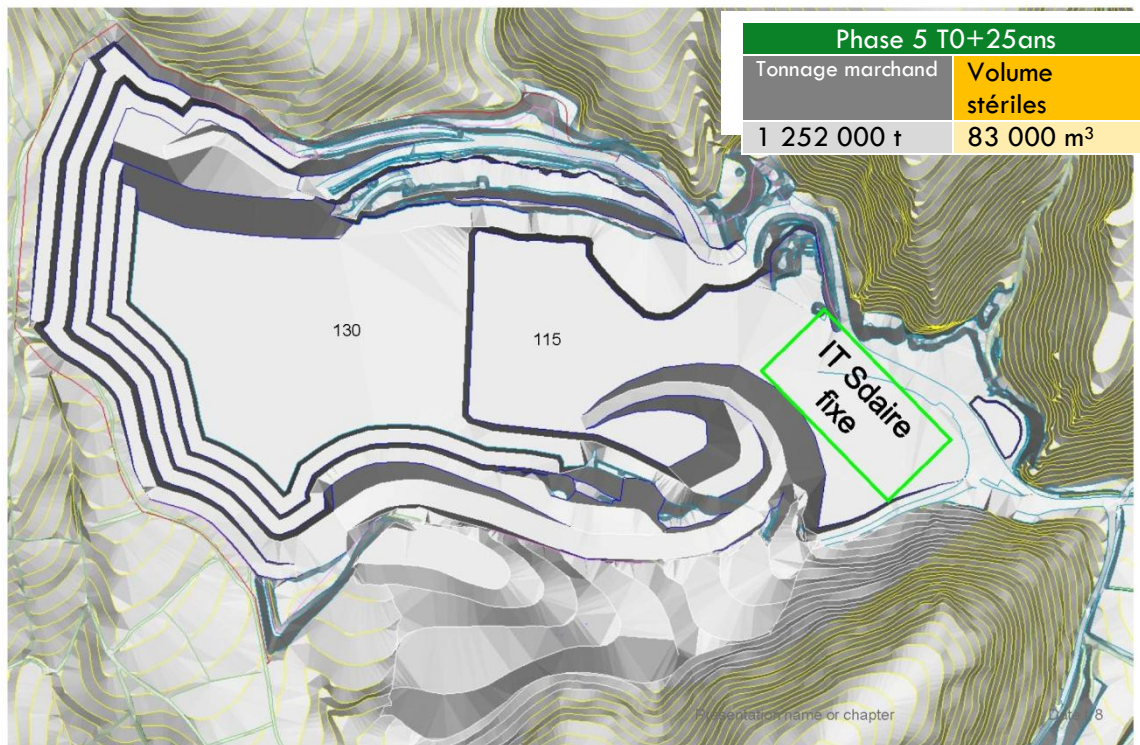 Phase 5 T0+25ans
Tonnage marchand
Volume
stériles
1 252 000 t
83 000 m³
130
115
IT Sdaire
fixe
Presentation name or chapter
8